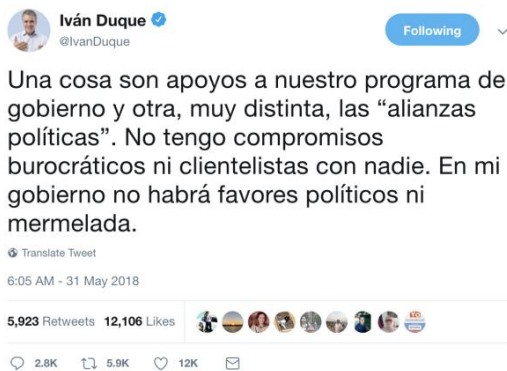 Iván Duque
@IvanDuque
Following
Una cosa son apoyos a nuestro programa de
gobierno y otra, muy distinta, las “alianzas
políticas”. No tengo compromisos
burocráticos ni clientelistas con nadie. En mi
gobierno no habrá favores políticos ni
mermelada.
Translate Tweet
6:05 AM - 31 May 2018
5,923 Retweets 12,106 Likes
2.8K 5.9K 12K